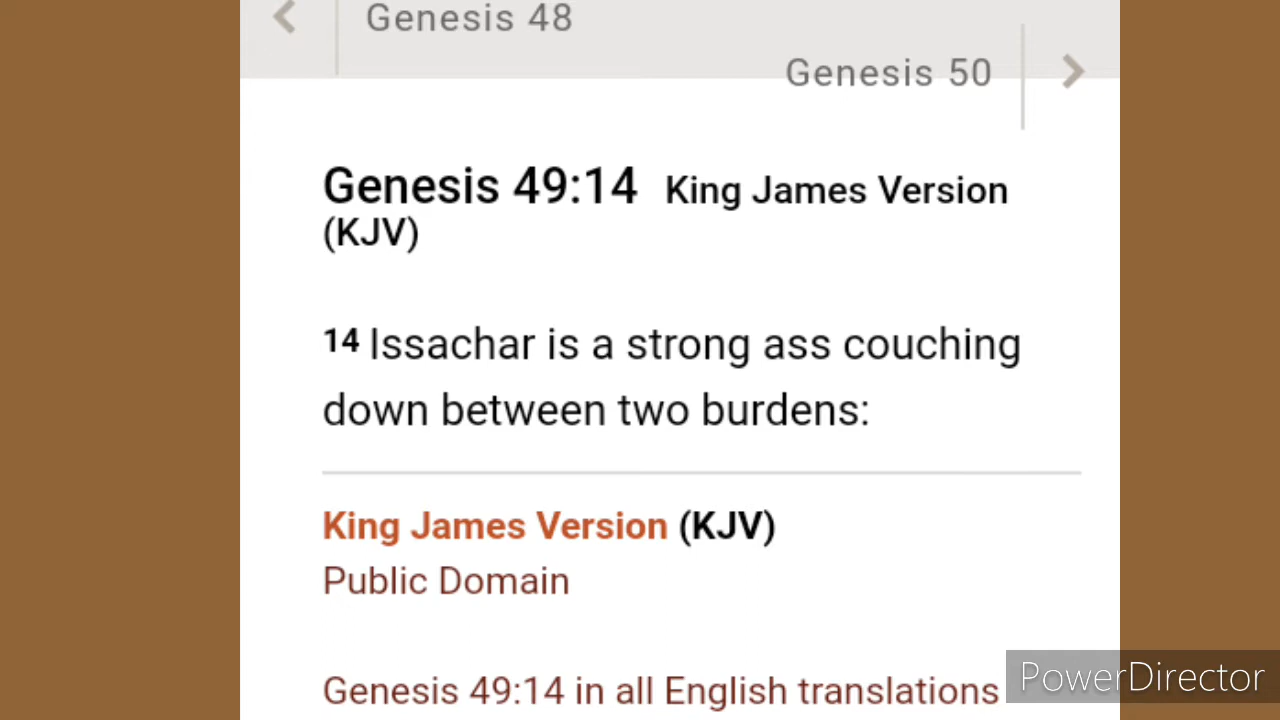 Genesis 48
Genesis 50
Genesis 49:14 King James Version
(KJV)
14 Issachar is a strong ass couching
down between two burdens:
King James Version (KJV)
Public Domain
Genesis 49:14 in all English translations
PowerDirector